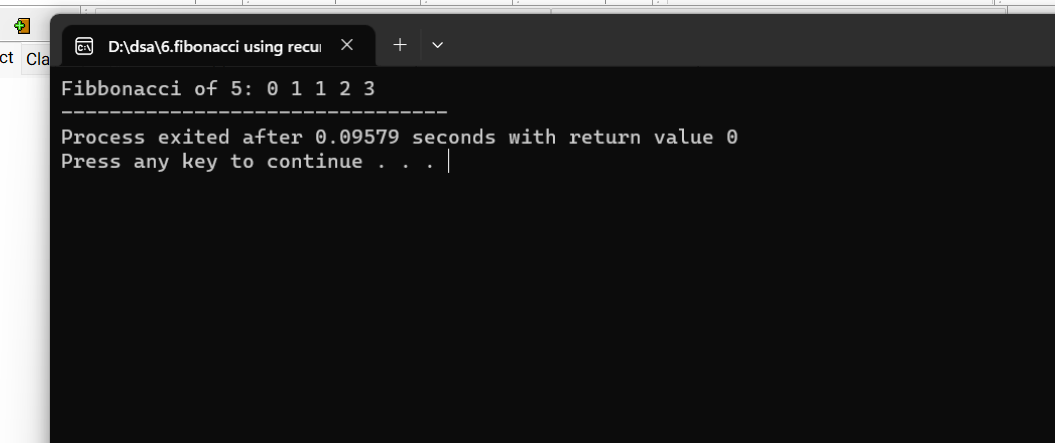 D:\dsa\6.fibonacci using recu
ct Cla
Fibbonacci of 5: 0 1 1 2 3
--------------------------------
Process exited after 0.09579 seconds with return value 0
Press any key to continue . . .